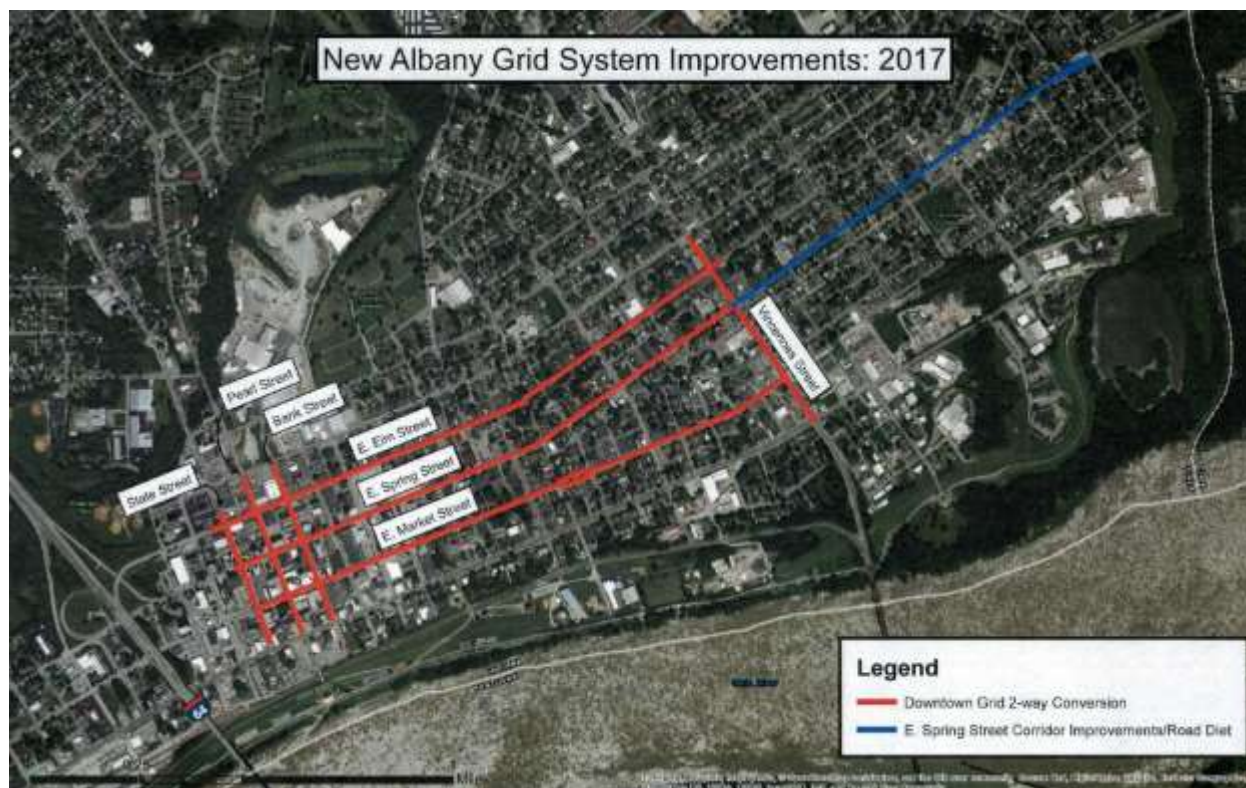 New Albany Grid System Improvements: 2017
Vincennes Street
Pearl Street
Bank Street
E. Elm Street
E. Spring Street
State Street
E. Market Street
64
Legend
Downtown Grid 2-way Conversion
E. Spring Street Corridor Improvements/Road Diet